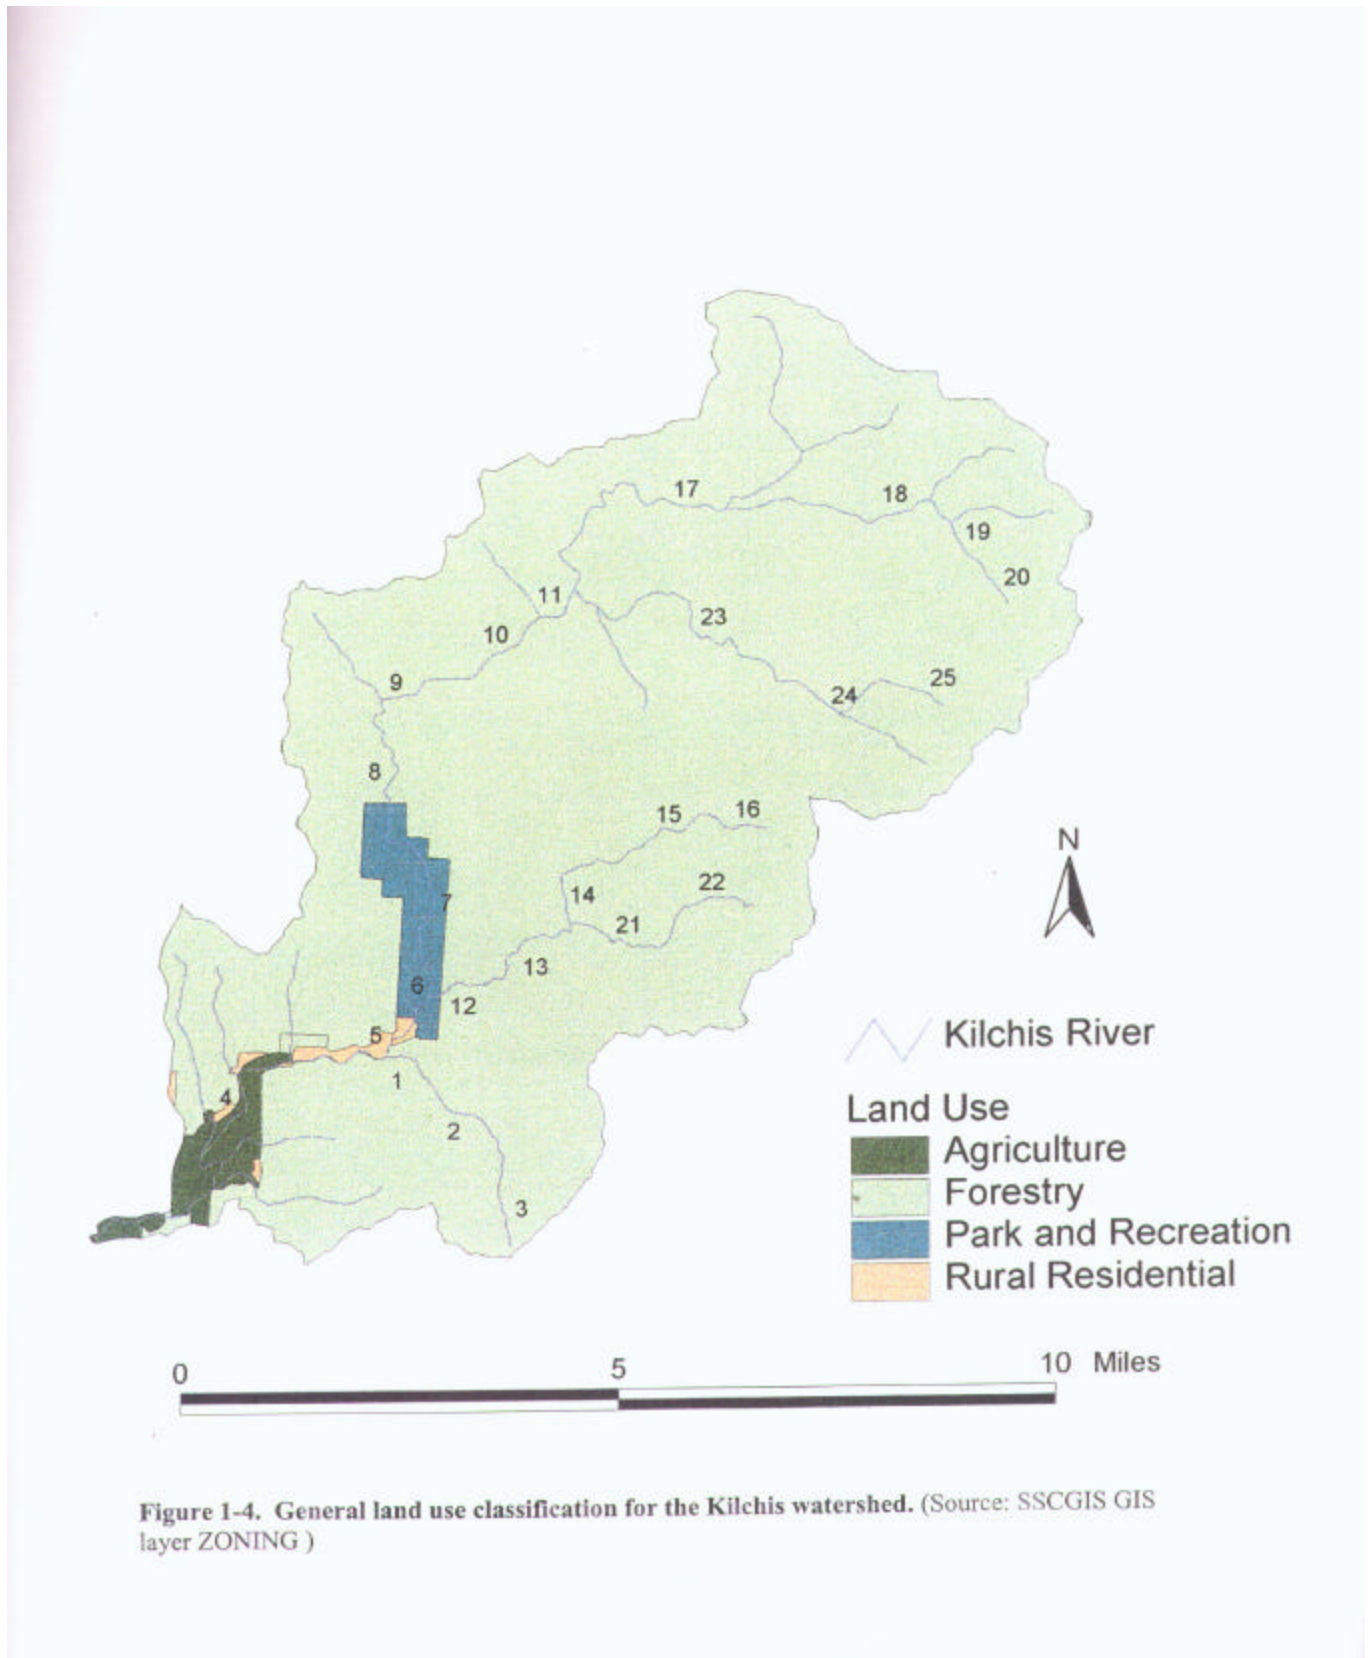 17
18
19
20
11
23
10
9
25
24
8
15
16
14
22
7
21
13
6
12
5
1
4
2
3
N
Kilchis River
Land Use
Agriculture
Forestry
Park and Recreation
Rural Residential
0 5 10 Miles
Figure 1-4. General land use classification for the Kilchis watershed. (Source: SSCGIS GIS
layer ZONING )